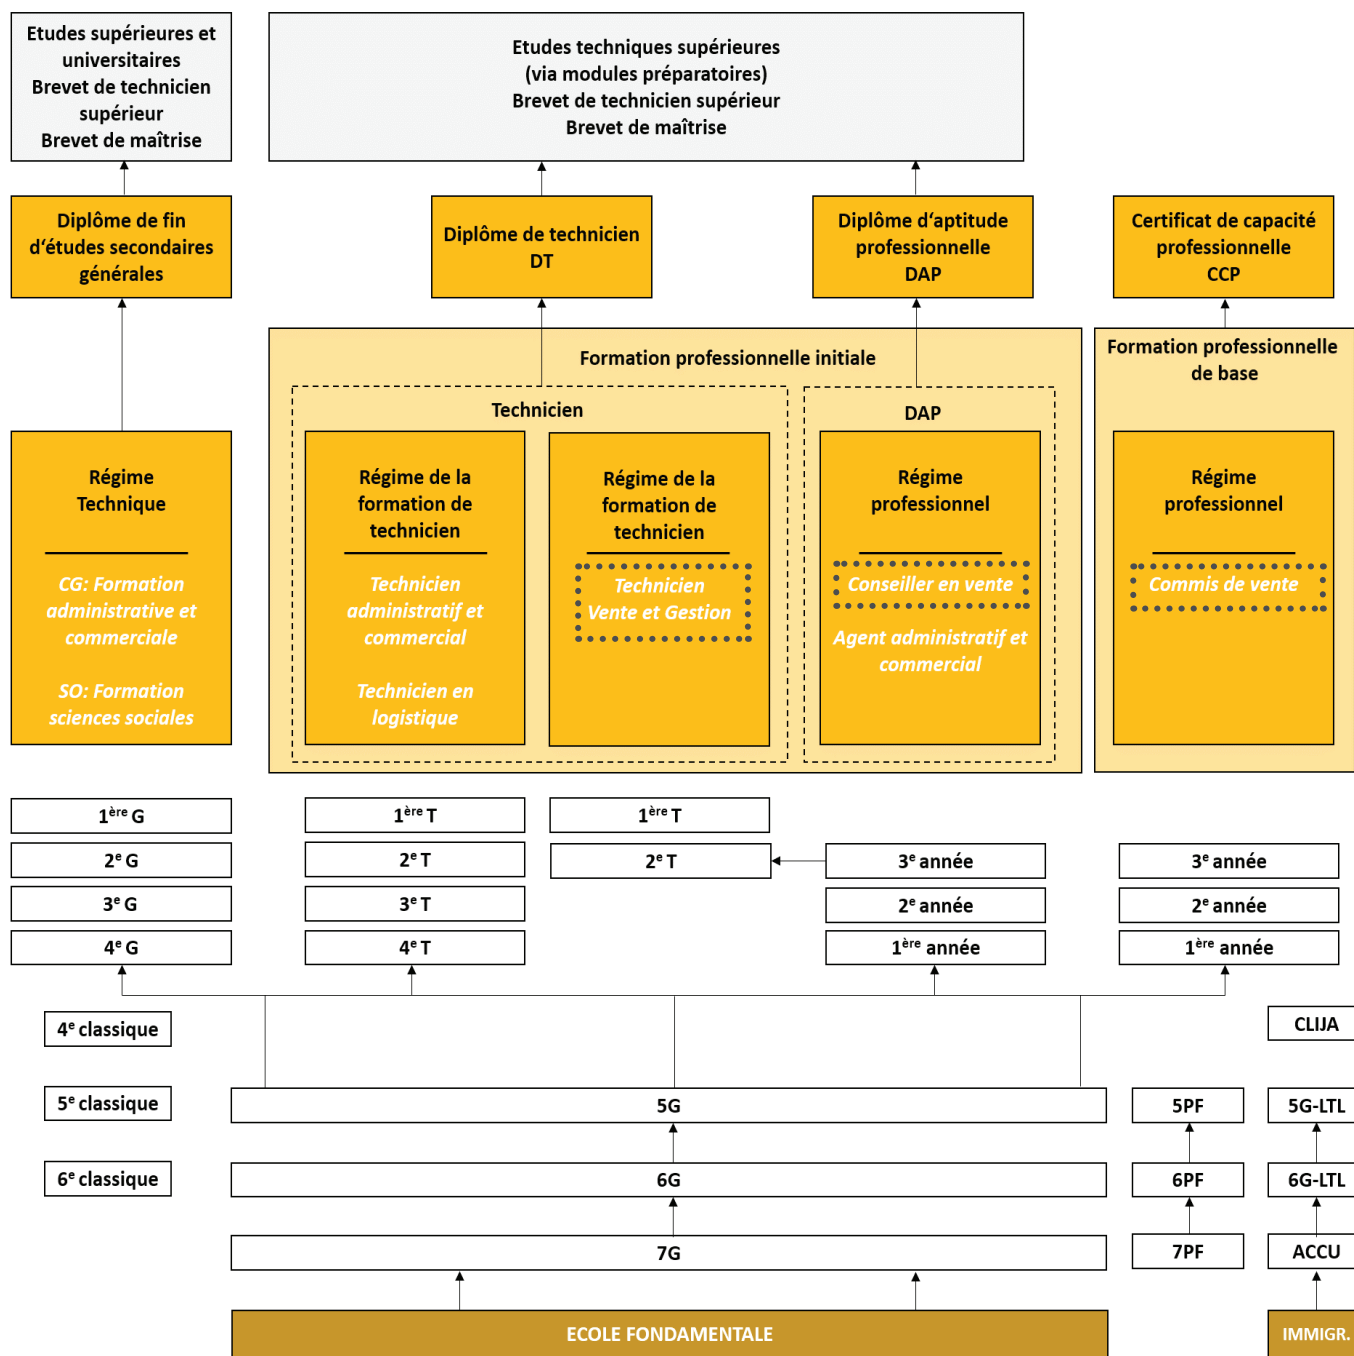 Etudes supérieures et
universitaires
Brevet de technicien
supérieur
Brevet de maîtrise
Etudes techniques supérieures
(via modules préparatoires)
Brevet de technicien supérieur
Brevet de maîtrise
Diplôme de fin
d‘études secondaires
générales
Diplôme de technicien
DT
Diplôme d‘aptitude
professionnelle
DAP
Certificat de capacité
professionnelle
CCP
Formation professionnelle initiale
Formation professionnelle
de base
Technicien
DAP
Régime
Technique
CG: Formation
administrative et
commerciale
SO: Formation
sciences sociales
Régime de la
formation de
technicien
Technicien
administratif et
commercial
Technicien en
logistique
Régime de la
formation de
technicien
Technicien
Vente et Gestion
Régime
professionnel
Conseiller en vente
Agent administratif et
commercial
Régime
professionnel
Commis de vente
1ère G
1ère T
1ère T
2e G
2e T
2e T
3e année
3e année
3e G
3e T
2e année
2e année
4e G
4e T
1ère année
1ère année
4e classique
CLIJA
5e classique
5G
5PF
5G-LTL
6e classique
6G
6PF
6G-LTL
7G
7PF
ACCU
ECOLE FONDAMENTALE
IMMIGR.